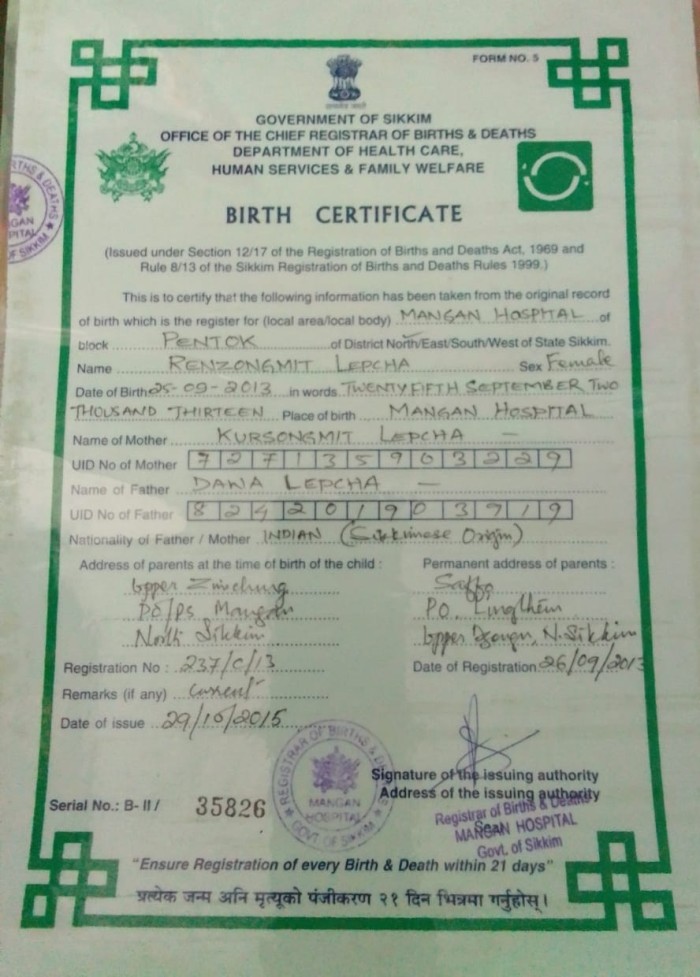 FORM NO. 5
GOVERNMENT OF SIKKIM
OFFICE OF THE CHIEF REGISTRAR OF BIRTHS & DEATHS
DEPARTMENT OF HEALTH CARE,
HUMAN SERVICES & FAMILY WELFARE
BIRTH CERTIFICATE
(Issued under Section 12/17 of the Registration of Births and Deaths Act, 1969 and
Rule 8/13 of the Sikkim Registration of Births and Deaths Rules 1999.)
This is to certify that the following information has been taken from the original record
of birth which is the register for (local area/local body) MANGAN HOSPITAL of
block PENTOK of District North/East/South/West of State Sikkim.
Name RENZONGMIT LEPCHA Sex Female
Date of Birth 25-09-2013 in words TWENTY FIFTH SEPTEMBER TWO
THOUSAND THIRTEEN Place of birth MANGAN HOSPITAL
Name of Mother KURSONGMIT LEPCHA —
UID No of Mother 727135903229
Name of Father DAWA LEPCHA —
UID No of Father 824201903919
Nationality of Father / Mother INDIAN (Sikkimese Origin)
Address of parents at the time of birth of the child : Permanent address of parents :
Upper
PO/PS Mangan P.O. Lingthem
North Sikkim Upper Dzongu, N. Sikkim
Registration No : 237/C/13 Date of Registration 26/09/2013
Remarks (if any) Current
Date of issue 29/10/2015
REGISTRAR OF BIRTHS & DEATHS
MANGAN
HOSPITAL
GOVT. OF SIKKIM
Signature of the issuing authority
Address of the issuing authority
Registrar of Births & Deaths
Seal
MANGAN HOSPITAL
Govt. of Sikkim
Serial No.: B- II / 35826
"Ensure Registration of every Birth & Death within 21 days"
प्रत्येक जन्म अनि मृत्यूको पंजीकरण २१ दिन भित्रमा गर्नुहोस्।